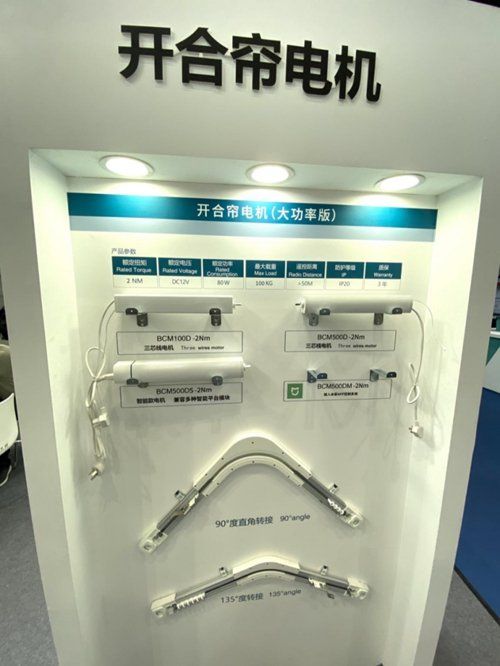 开合帘电机
开合帘电机(大功率版)
产品参数
额定扭矩 额定电压 额定功率 最大载重 遥控距离 防护等级 质保
Rated Torque Rated Voltage Rated Consumption Max Load Radio Distance IP Warranty
2 NM DC12V 80W 100 KG >50M IP20 3 年
BCM100D -2Nm
三芯线电机 Three wires motor
BCM500D -2Nm
三芯线电机 Three wires motor
BCM500DS -2Nm
智能款电机 兼容多种智能平台模块
BCM500DM -2Nm
90°度直角转接 90°angle
135°度转接 135°angle